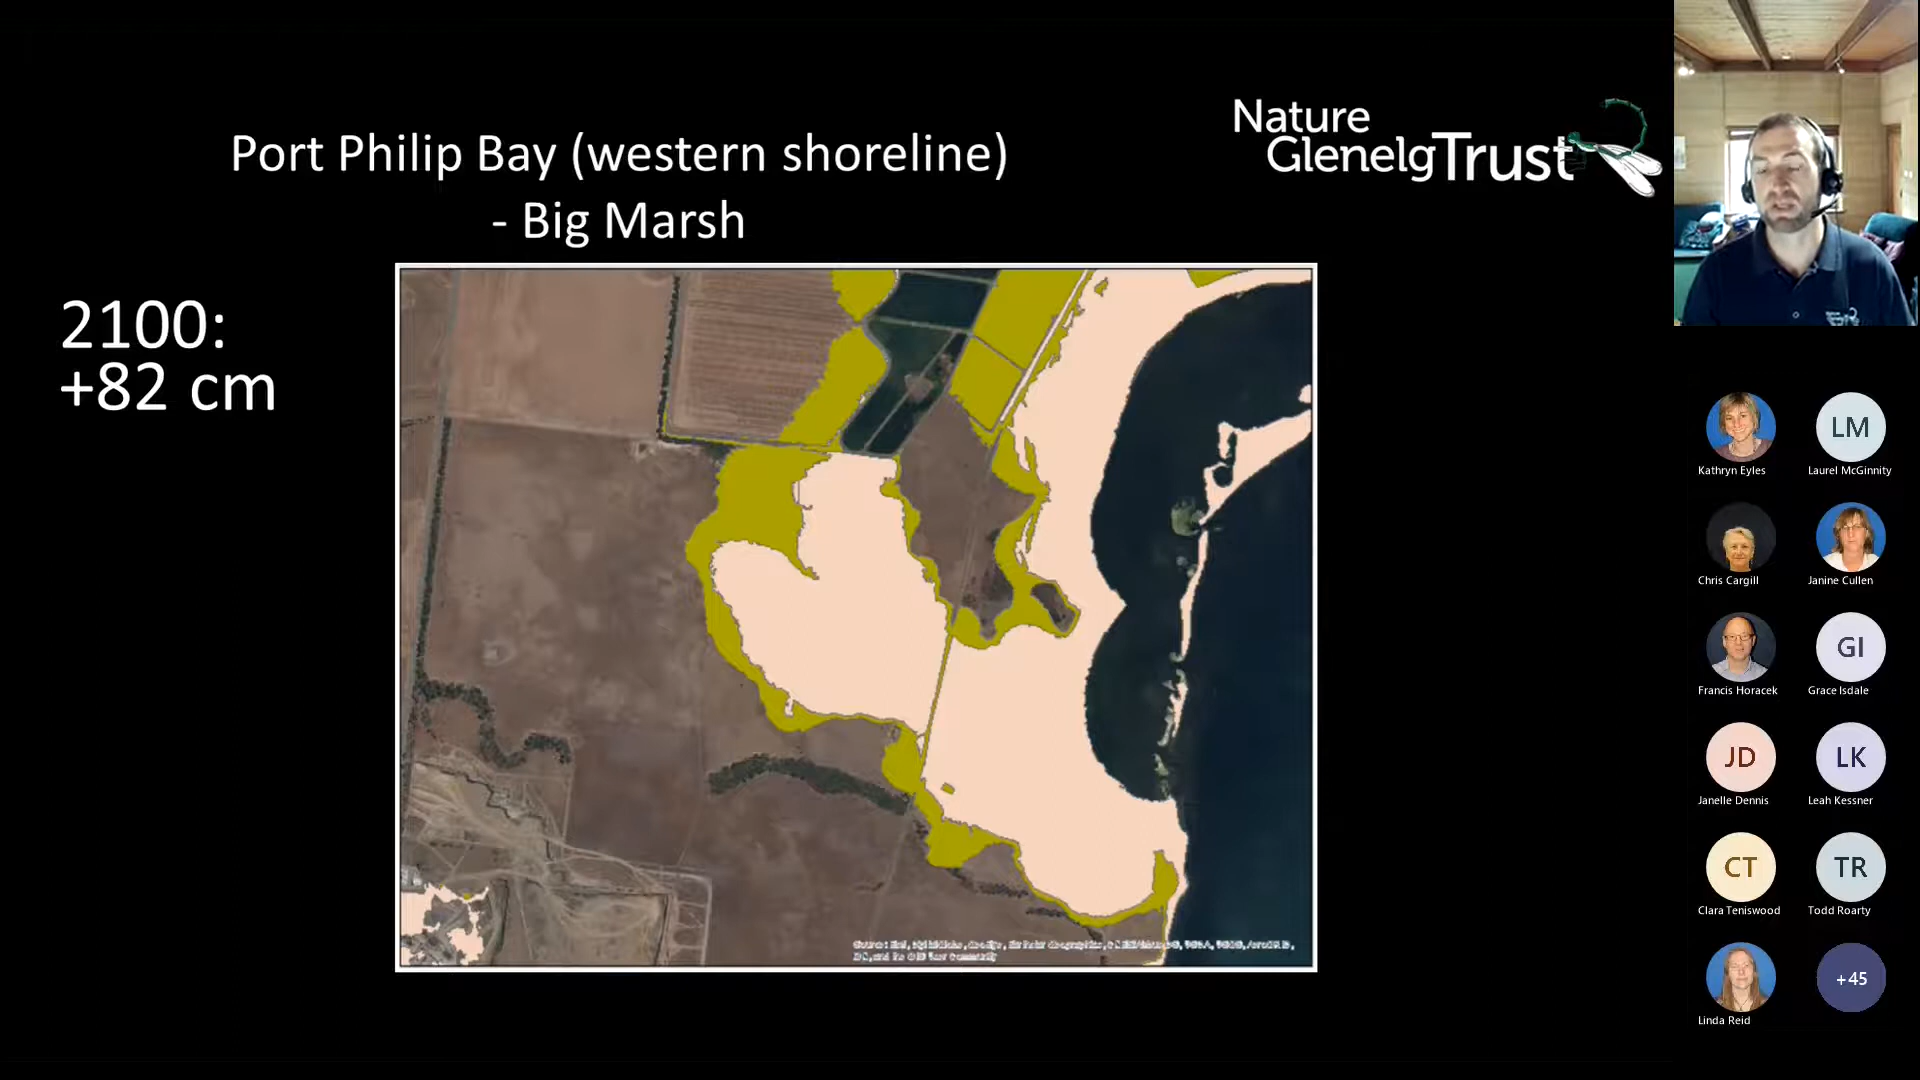 Port Philip Bay (western shoreline)
- Big Marsh
Nature
GlenelgTrust
2100:
+82 cm
Kathryn Eyles
LM
Laurel McGinnity
Chris Cargill
Janine Cullen
Francis Horacek
GI
Grace Isdale
JD
Janelle Dennis
LK
Leah Kessner
CT
Clara Teniswood
TR
Todd Roarty
Linda Reid
+45